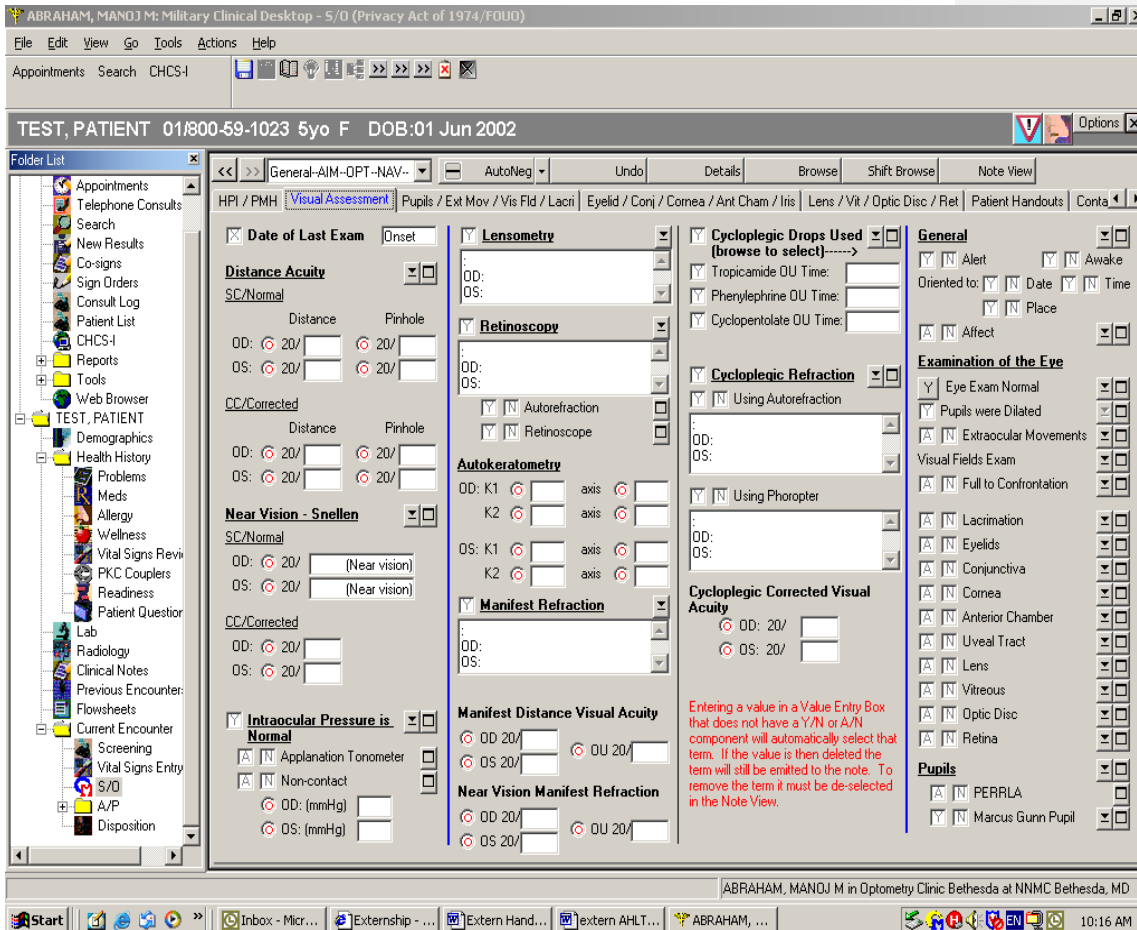 ABRAHAM, MANOJ M: Military Clinical Desktop - S/O (Privacy Act of 1974/FOUO)
File Edit View Go Tools Actions Help
Appointments Search CHCS-I
TEST, PATIENT 01/800-59-1023 5yo F DOB:01 Jun 2002
Options
Folder List
Appointments
Telephone Consults
Search
New Results
Co-signs
Sign Orders
Consult Log
Patient List
CHCS-I
Reports
Tools
Web Browser
TEST, PATIENT
Demographics
Health History
Problems
Meds
Allergy
Wellness
Vital Signs Revi
PKC Couplers
Readiness
Patient Question
Lab
Radiology
Clinical Notes
Previous Encounter:
Flowsheets
Current Encounter
Screening
Vital Signs Entry
S/O
A/P
Disposition
<< >> General-AIM--OPT--NAV-- AutoNeg Undo Details Browse Shift Browse Note View
HPI / PMH Visual Assessment Pupils / Ext Mov / Vis Fld / Lacri Eyelid / Conj / Cornea / Ant Cham / Iris Lens / Vit / Optic Disc / Ret Patient Handouts Conta
X Date of Last Exam Onset
Distance Acuity
SC/Normal
Distance Pinhole
OD: 20/ 20/
OS: 20/ 20/
CC/Corrected
Distance Pinhole
OD: 20/ 20/
OS: 20/ 20/
Near Vision - Snellen
SC/Normal
OD: 20/ (Near vision)
OS: 20/ (Near vision)
CC/Corrected
OD: 20/
OS: 20/
Y Intraocular Pressure is
Normal
A N Applanation Tonometer
A N Non-contact
OD: (mmHg)
OS: (mmHg)
Y Lensometry
:
OD:
OS:
Y Retinoscopy
:
OD:
OS:
Y N Autorefraction
Y N Retinoscope
Autokeratometry
OD: K1 axis
K2 axis
OS: K1 axis
K2 axis
Y Manifest Refraction
:
OD:
OS:
Manifest Distance Visual Acuity
OD 20/
OU 20/
OS 20/
Near Vision Manifest Refraction
OD 20/
OU 20/
OS 20/
Y Cycloplegic Drops Used
(browse to select)------>
Y Tropicamide OU Time:
Y Phenylephrine OU Time:
Y Cyclopentolate OU Time:
Y Cycloplegic Refraction
Y N Using Autorefraction
:
OD:
OS:
Y N Using Phoropter
:
OD:
OS:
Cycloplegic Corrected Visual
Acuity
OD: 20/
OS: 20/
Entering a value in a Value Entry Box
that does not have a Y/N or A/N
component will automatically select that
term. If the value is then deleted the
term will still be emitted to the note. To
remove the term it must be de-selected
in the Note View.
General
Y N Alert Y N Awake
Oriented to: Y N Date Y N Time
Y N Place
A N Affect
Examination of the Eye
Y Eye Exam Normal
Y Pupils were Dilated
A N Extraocular Movements
Visual Fields Exam
A N Full to Confrontation
A N Lacrimation
A N Eyelids
A N Conjunctiva
A N Cornea
A N Anterior Chamber
A N Uveal Tract
A N Lens
A N Vitreous
A N Optic Disc
A N Retina
Pupils
A N PERRLA
Y N Marcus Gunn Pupil
ABRAHAM, MANOJ M in Optometry Clinic Bethesda at NNMC Bethesda, MD
Start » Inbox - Micr... Externship - ... Extern Hand... extern AHLT... ABRAHAM, ... EN 10:16 AM